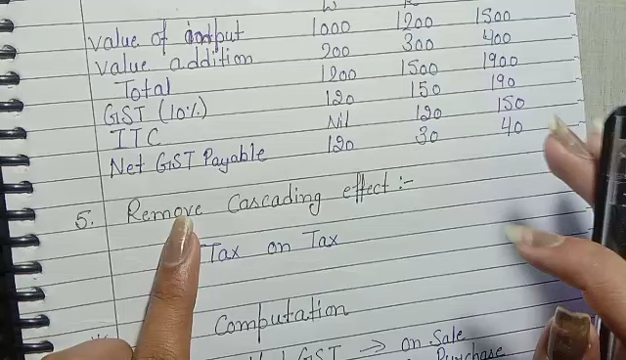 Value of input 1000 1200 1500
Value addition 200 300 400
Total 1200 1500 1900
GST (10%) 120 150 190
ITC Nil 120 150
Net GST Payable 120 30 40
5. Remove Cascading effect :-
Tax on Tax
Computation
GST → on Sale
Purchase